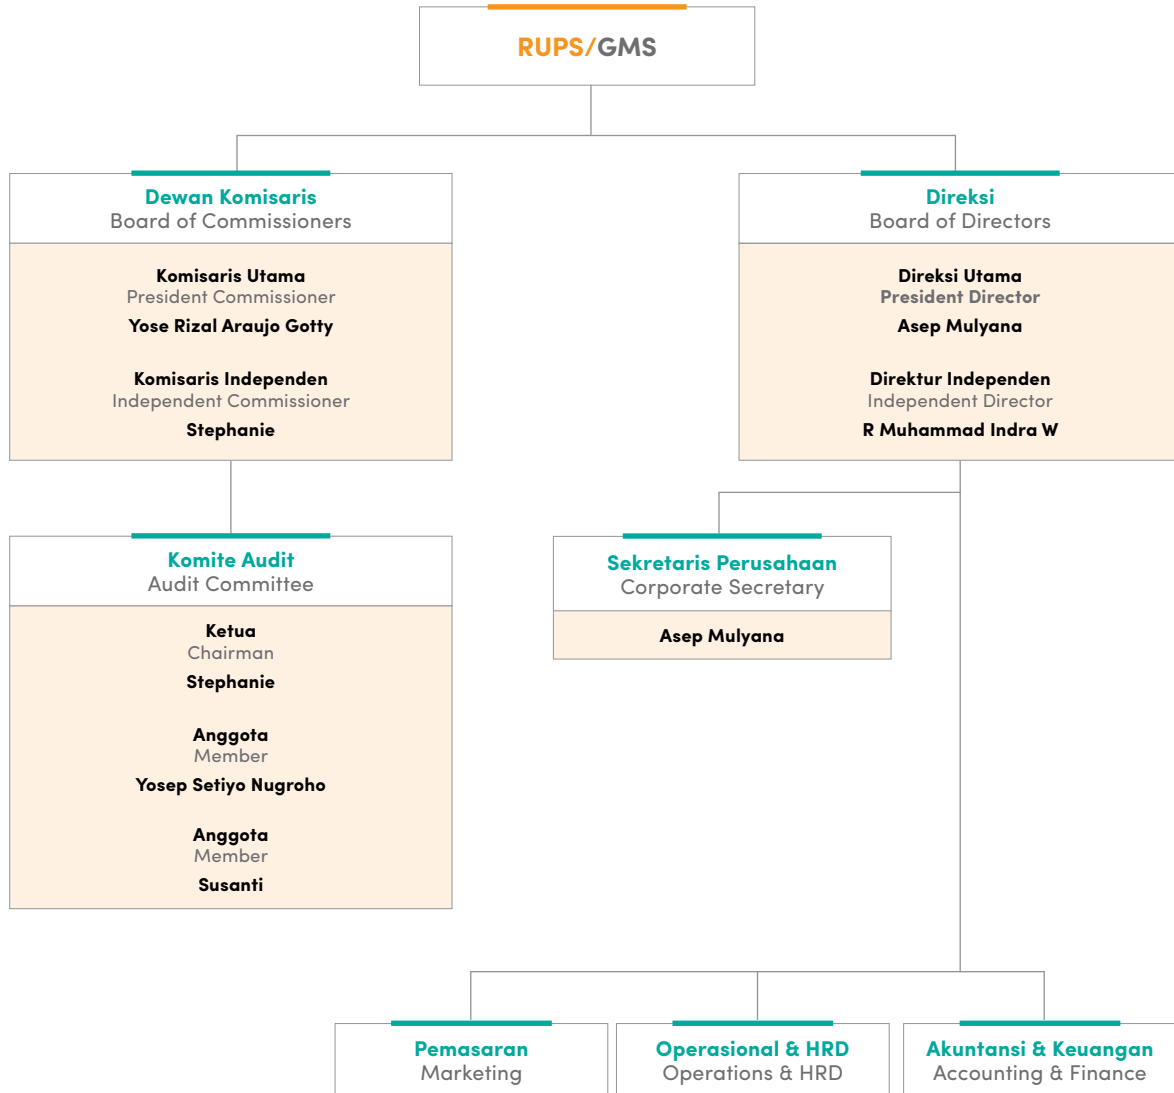 RUPS/GMS
Dewan Komisaris
Board of Commissioners
Komisaris Utama
President Commissioner
Yose Rizal Araujo Gotty
Komisaris Independen
Independent Commissioner
Stephanie
Direksi
Board of Directors
Direksi Utama
President Director
Asep Mulyana
Direktur Independen
Independent Director
R Muhammad Indra W
Komite Audit
Audit Committee
Ketua
Chairman
Stephanie
Anggota
Member
Yosep Setiyo Nugroho
Anggota
Member
Susanti
Sekretaris Perusahaan
Corporate Secretary
Asep Mulyana
Pemasaran
Marketing
Operasional & HRD
Operations & HRD
Akuntansi & Keuangan
Accounting & Finance